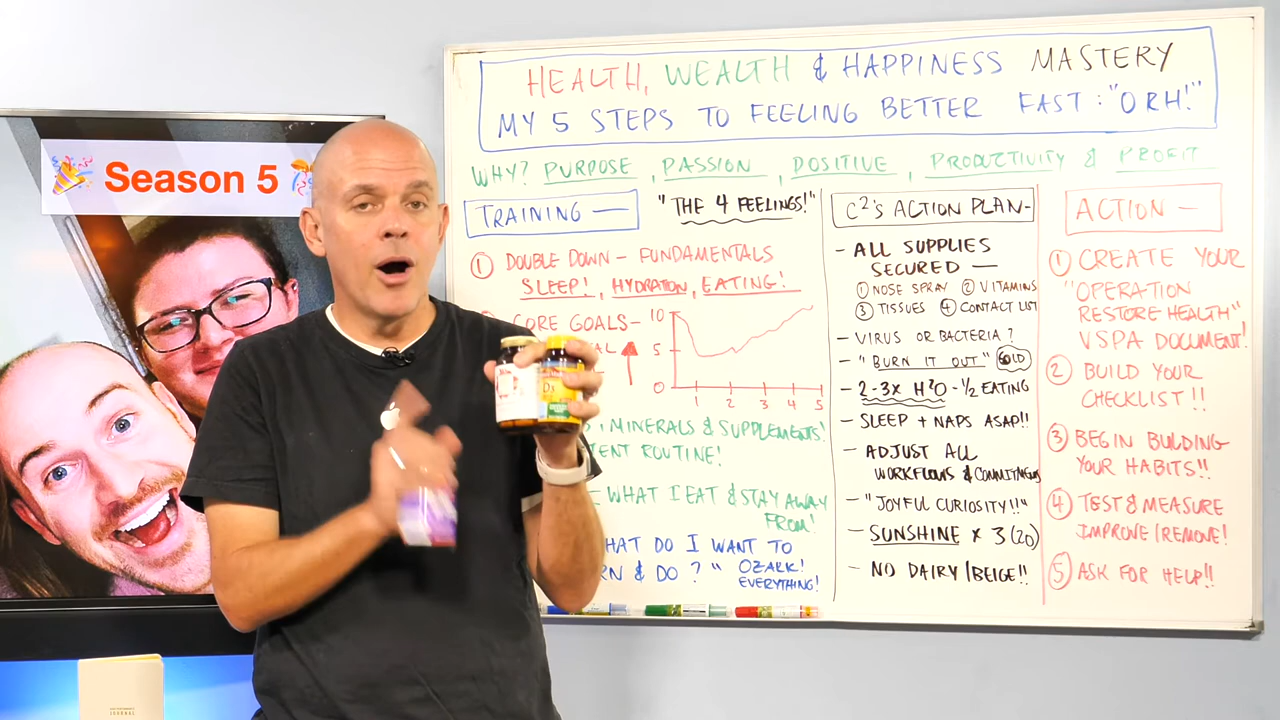 HEALTH, WEALTH & HAPPINESS MASTERY
MY 5 STEPS TO FEELING BETTER FAST: "ORH!"
WHY? PURPOSE, PASSION, POSITIVE, PRODUCTIVITY & PROFIT
Season 5
TRAINING —
"THE 4 FEELINGS!"
① DOUBLE DOWN - FUNDAMENTALS
SLEEP!, HYDRATION, EATING!
CORE GOALS-
10
5
0
1 2 3 4 5
, MINERALS & SUPPLEMENTS!
ENT ROUTINE!
- WHAT I EAT & STAY AWAY
FROM!
HAT DO I WANT TO
RN & DO?" OZARK!
EVERYTHING!
C²'s ACTION PLAN-
- ALL SUPPLIES
SECURED —
① NOSE SPRAY ② VITAMINS
③ TISSUES ④ CONTACT LIST
- VIRUS OR BACTERIA?
- "BURN IT OUT" COLD
- 2-3X H²O - ½ EATING
- SLEEP + NAPS ASAP!!
- ADJUST ALL
WORKFLOWS & COMMITMENTS
- "JOYFUL CURIOSITY!!"
- SUNSHINE x 3 (20)
- NO DAIRY/BEIGE!!
ACTION —
① CREATE YOUR
"OPERATION
RESTORE HEALTH"
VSPA DOCUMENT!
② BUILD YOUR
CHECKLIST!!
③ BEGIN BUILDING
YOUR HABITS!!
④ TEST & MEASURE
IMPROVE/REMOVE!
⑤ ASK FOR HELP!!
D3
JOURNAL